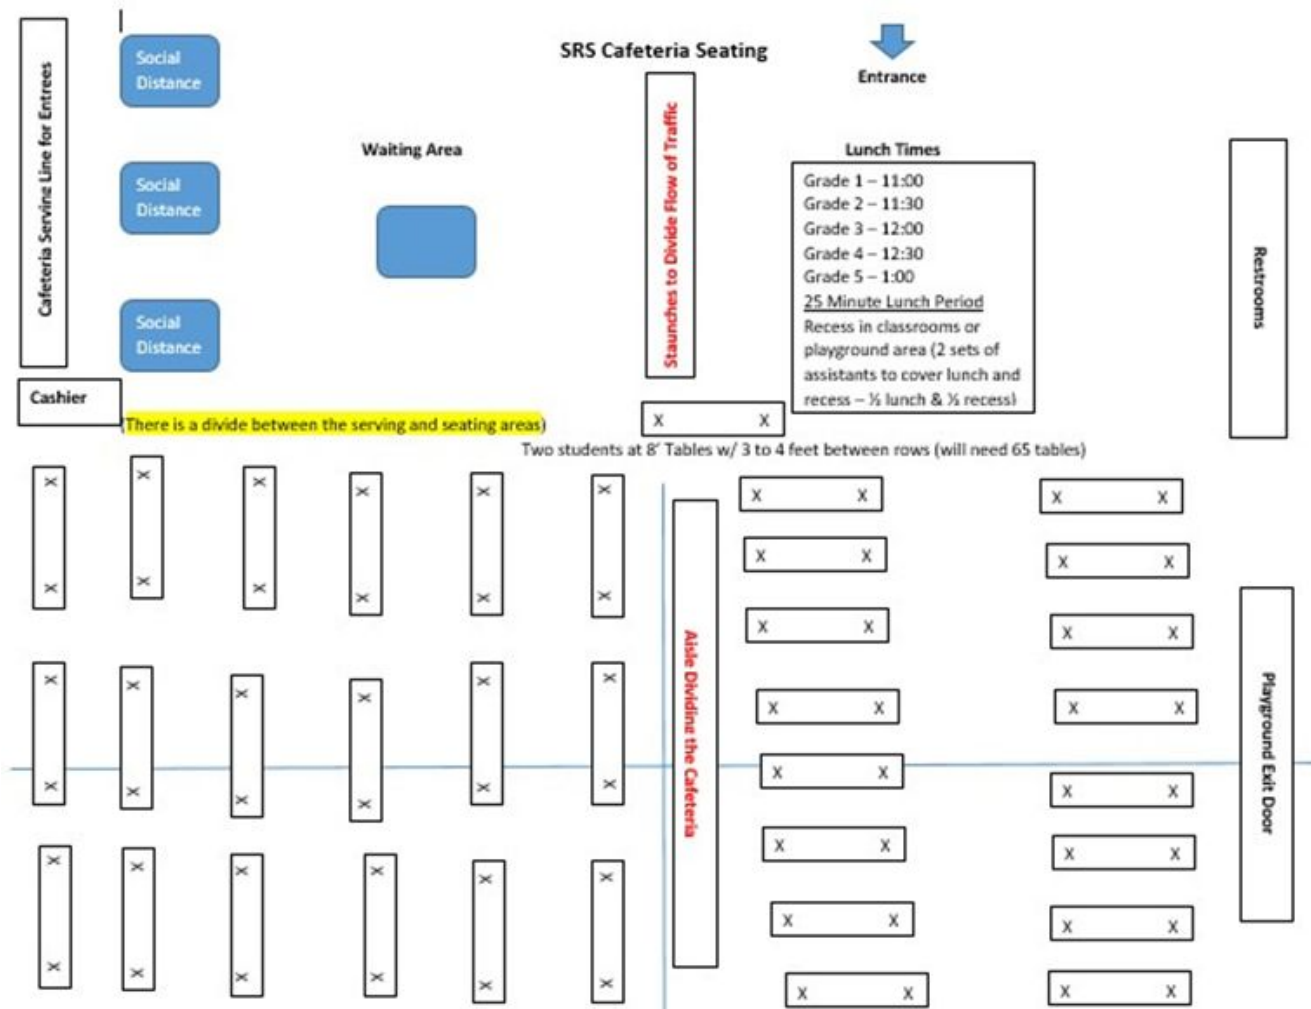 SRS Cafeteria Seating
Entrance
Cafeteria Serving Line for Entrees
Social
Distance
Social
Distance
Social
Distance
Waiting Area
Staunches to Divide Flow of Traffic
Lunch Times
Grade 1 – 11:00
Grade 2 – 11:30
Grade 3 – 12:00
Grade 4 – 12:30
Grade 5 – 1:00
25 Minute Lunch Period
Recess in classrooms or
playground area (2 sets of
assistants to cover lunch and
recess – ½ lunch & ½ recess)
Restrooms
Cashier
(There is a divide between the serving and seating areas)
X X
Two students at 8' Tables w/ 3 to 4 feet between rows (will need 65 tables)
X X X X X X
X X X X
X X X X
X X X X X X
X X X X
X X X X X X
X X X X
X X X X
X X X X X X
X X X X
X X X X X X
X X X X
X X X X
X X X X X X
Aisle Dividing the Cafeteria
Playground Exit Door